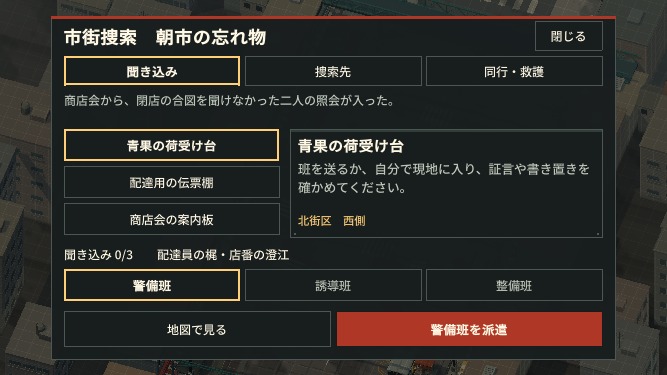 市街捜索　朝市の忘れ物
閉じる
聞き込み
捜索先
同行・救護
商店会から、閉店の合図を聞けなかった二人の照会が入った。
青果の荷受け台
配達用の伝票棚
商店会の案内板
青果の荷受け台
班を送るか、自分で現地に入り、証言や書き置きを
確かめてください。
北街区　西側
聞き込み 0/3　　配達員の梶・店番の澄江
警備班
誘導班
整備班
地図で見る
警備班を派遣